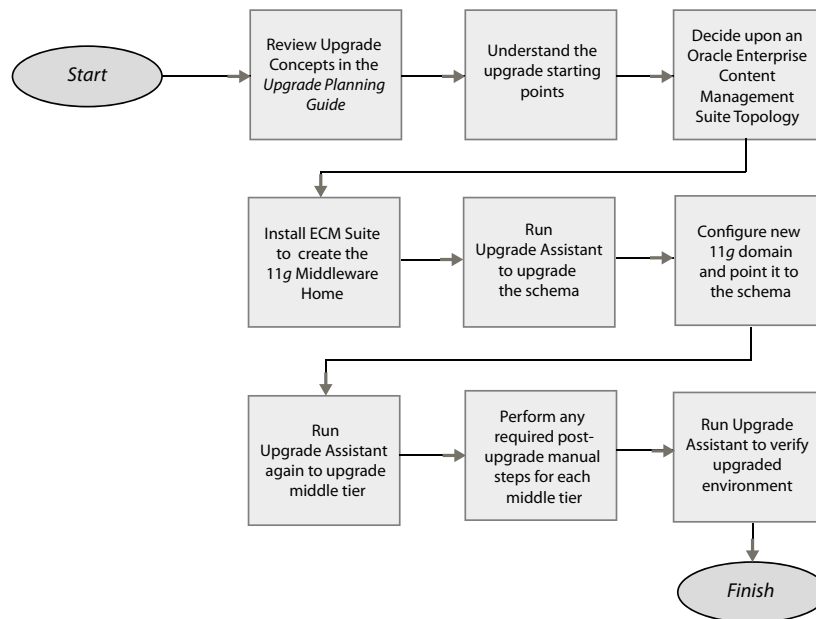 Start
Review Upgrade
Concepts in the
Upgrade Planning
Guide
Understand the
upgrade starting
points
Decide upon an
Oracle Enterprise
Content
Management
Suite Topology
Install ECM Suite
to create the
11g Middleware
Home
Run
Upgrade Assistant
to upgrade
the schema
Configure new
11g domain
and point it to
the schema
Run
Upgrade Assistant
again to upgrade
middle tier
Perform any
required post-
upgrade manual
steps for each
middle tier
Run Upgrade
Assistant to verify
upgraded
environment
Finish